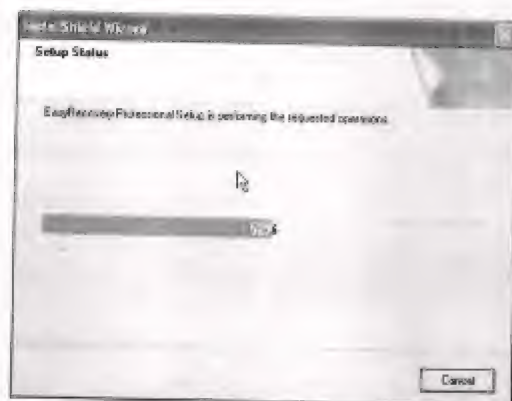 InstallShield Wizard
Setup Status
EasyRecovery Professional Setup is performing the requested operations.
Cancel